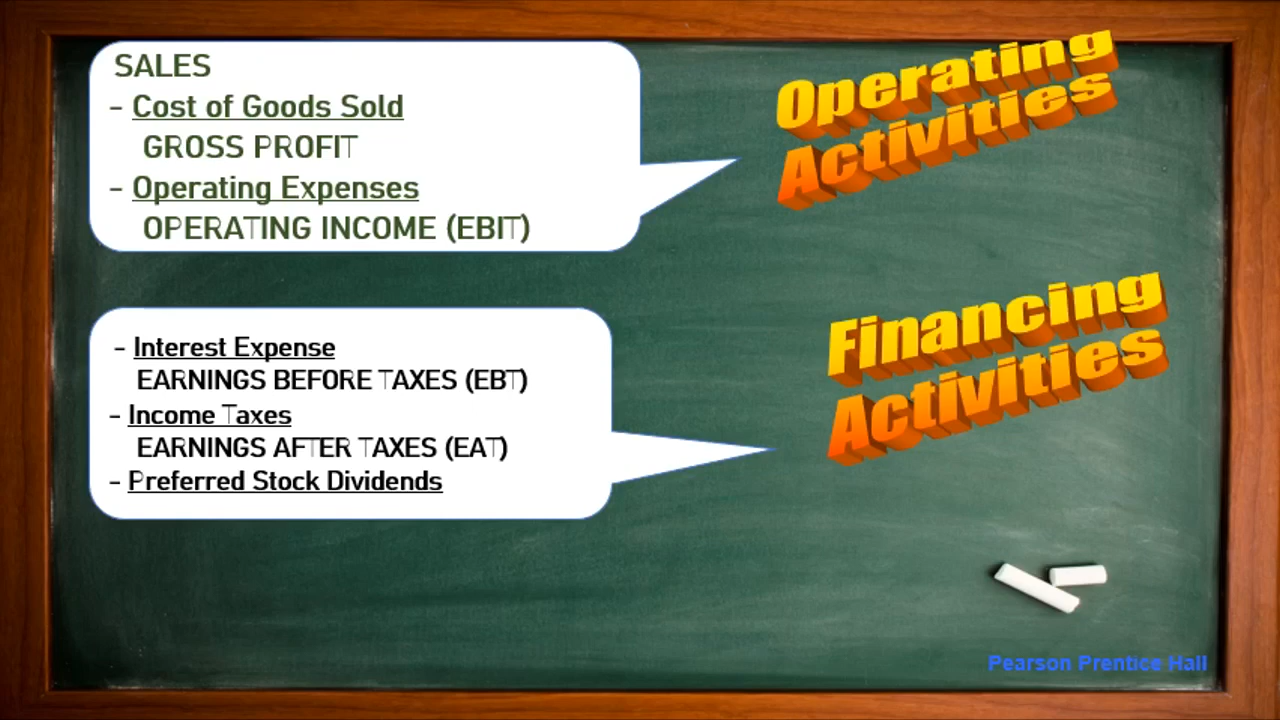 SALES
- Cost of Goods Sold
GROSS PROFIT
- Operating Expenses
OPERATING INCOME (EBIT)
Operating
Activities
- Interest Expense
EARNINGS BEFORE TAXES (EBT)
- Income Taxes
EARNINGS AFTER TAXES (EAT)
- Preferred Stock Dividends
Financing
Activities
Pearson Prentice Hall